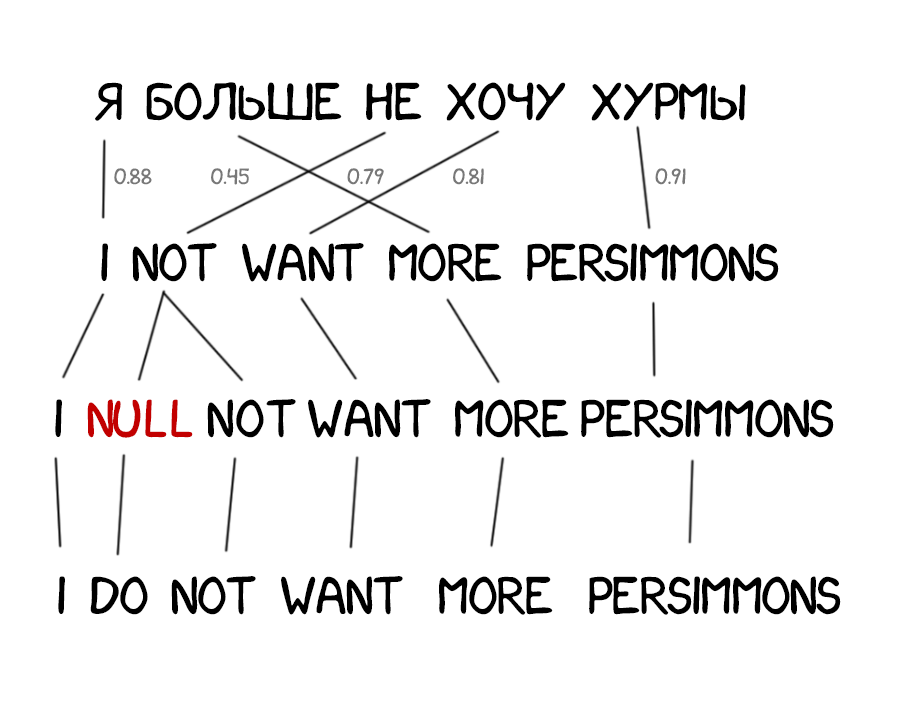 Я БОЛЬШЕ НЕ ХОЧУ ХУРМЫ
0.88 0.45 0.79 0.81 0.91
I NOT WANT MORE PERSIMMONS
I NULL NOT WANT MORE PERSIMMONS
I DO NOT WANT MORE PERSIMMONS